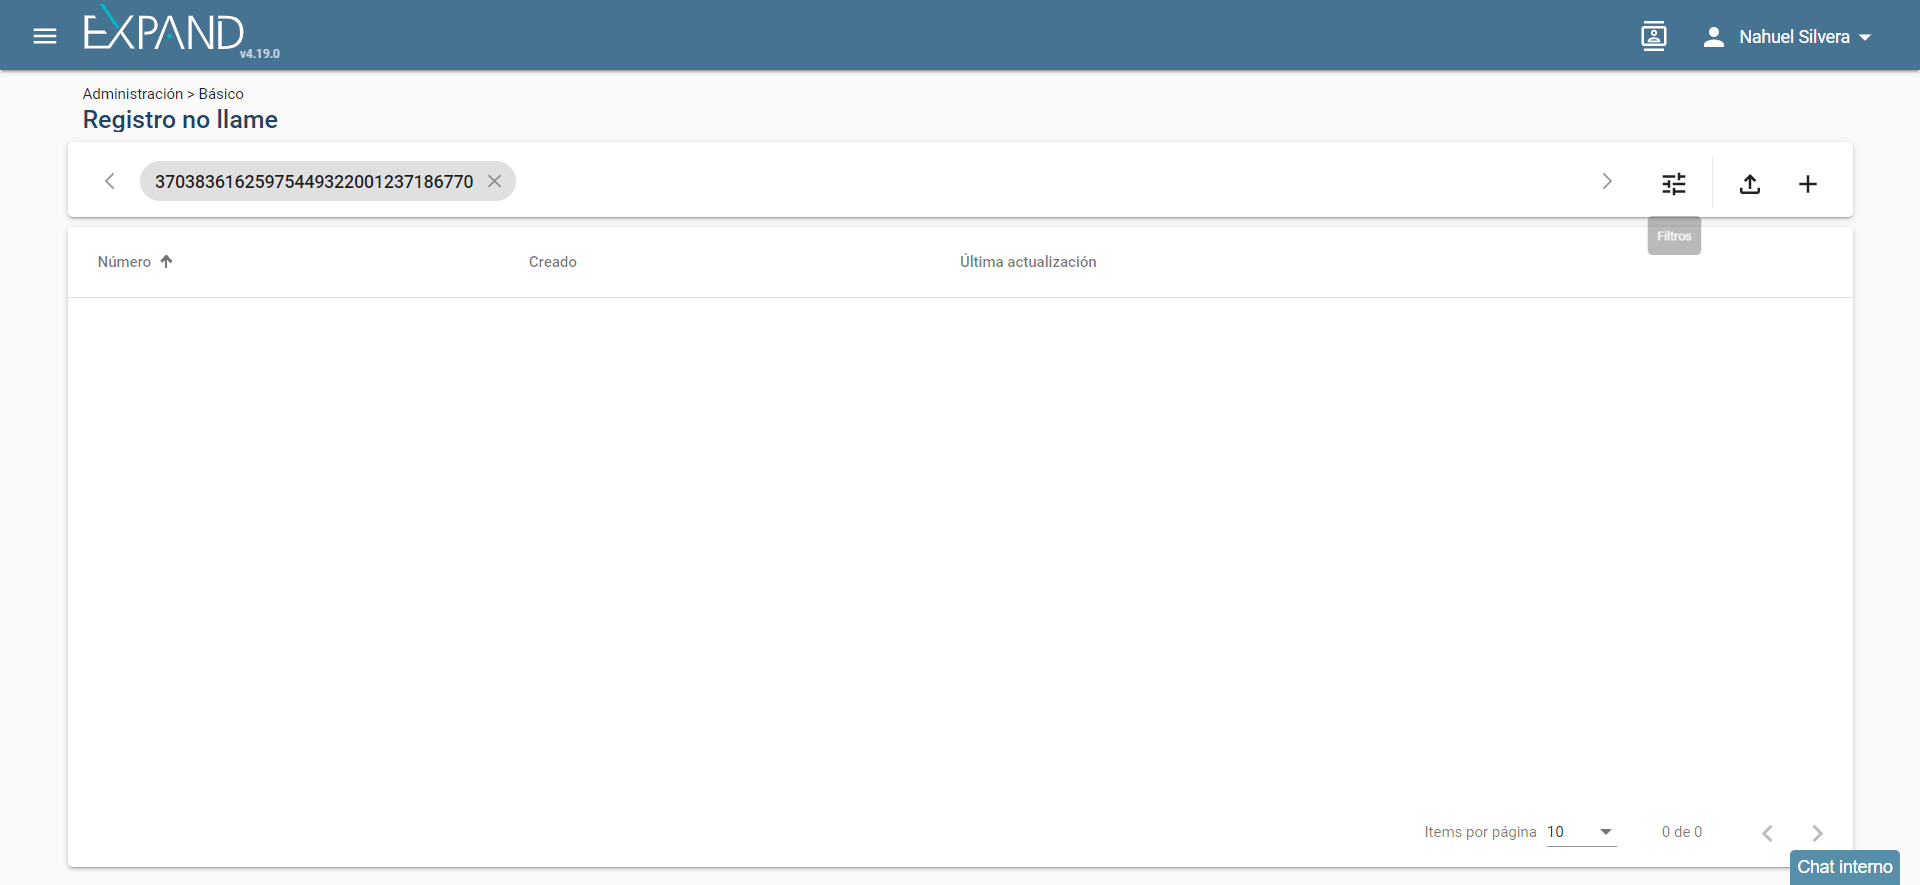 EXPAND
v4.19.0
Nahuel Silvera
Administración > Básico
Registro no llame
37038361625975449322001237186770
Filtros
Número
Creado
Última actualización
Items por página
10
0 de 0
Chat interno